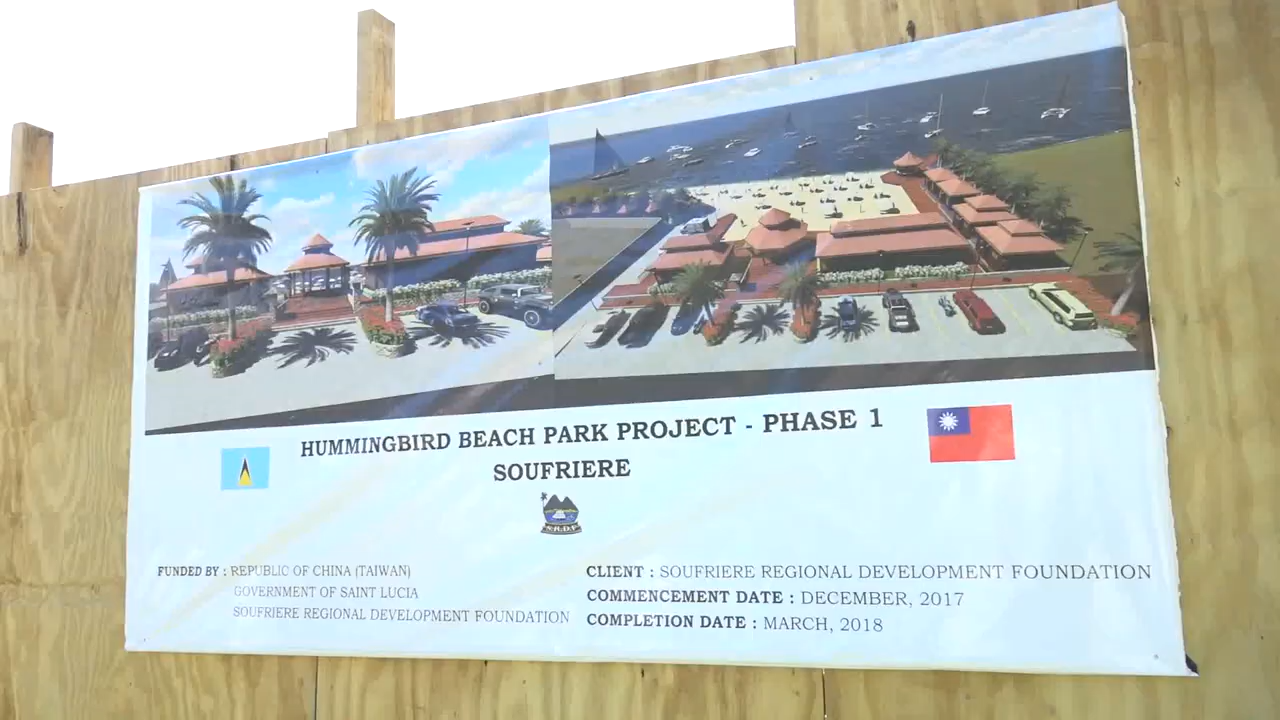 HUMMINGBIRD BEACH PARK PROJECT - PHASE 1
SOUFRIERE
S.R.D.F
FUNDED BY : REPUBLIC OF CHINA (TAIWAN)
GOVERNMENT OF SAINT LUCIA
SOUFRIERE REGIONAL DEVELOPMENT FOUNDATION
CLIENT : SOUFRIERE REGIONAL DEVELOPMENT FOUNDATION
COMMENCEMENT DATE : DECEMBER, 2017
COMPLETION DATE : MARCH, 2018